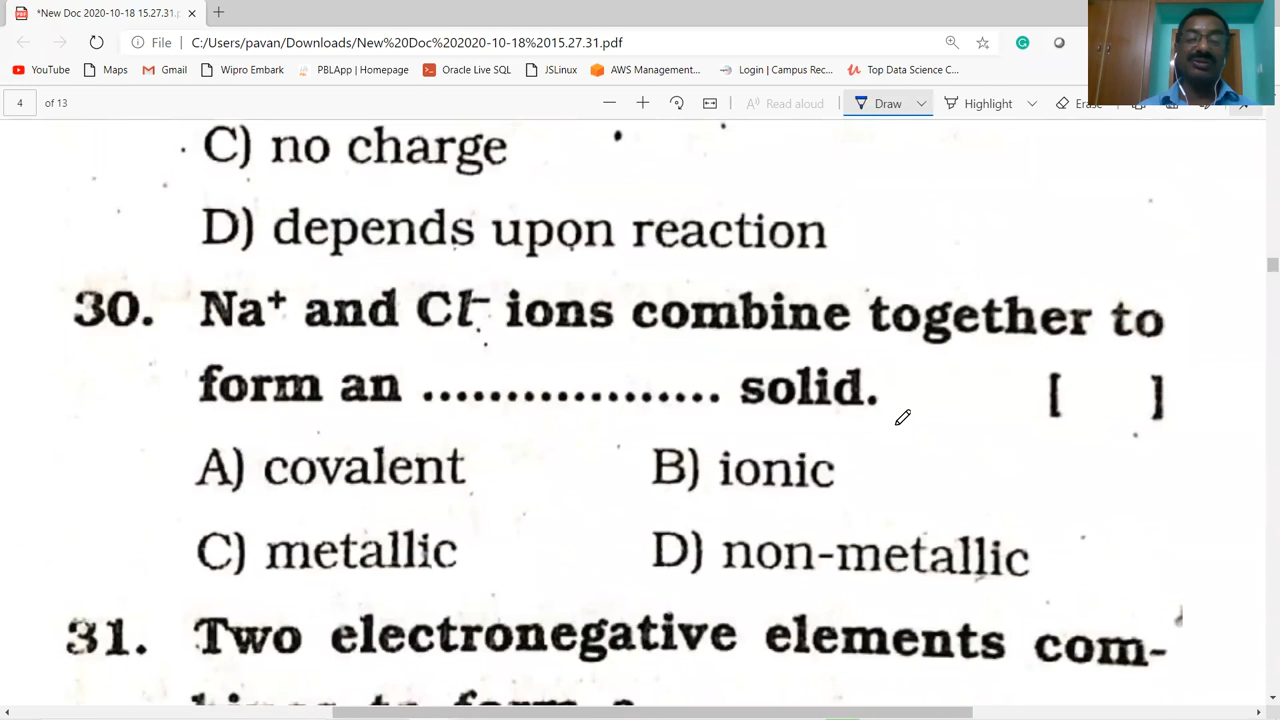 *New Doc 2020-10-18 15.27.31.p
File C:/Users/pavan/Downloads/New%20Doc%202020-10-18%2015.27.31.pdf
YouTube Maps Gmail Wipro Embark PBLApp | Homepage Oracle Live SQL JSLinux AWS Management... Login | Campus Rec... Top Data Science C...
4 of 13 Read aloud Draw Highlight Erase
C) no charge
D) depends upon reaction
30. Na⁺ and Cl⁻ ions combine together to
form an .................. solid. [ ]
A) covalent B) ionic
C) metallic D) non-metallic
31. Two electronegative elements com-